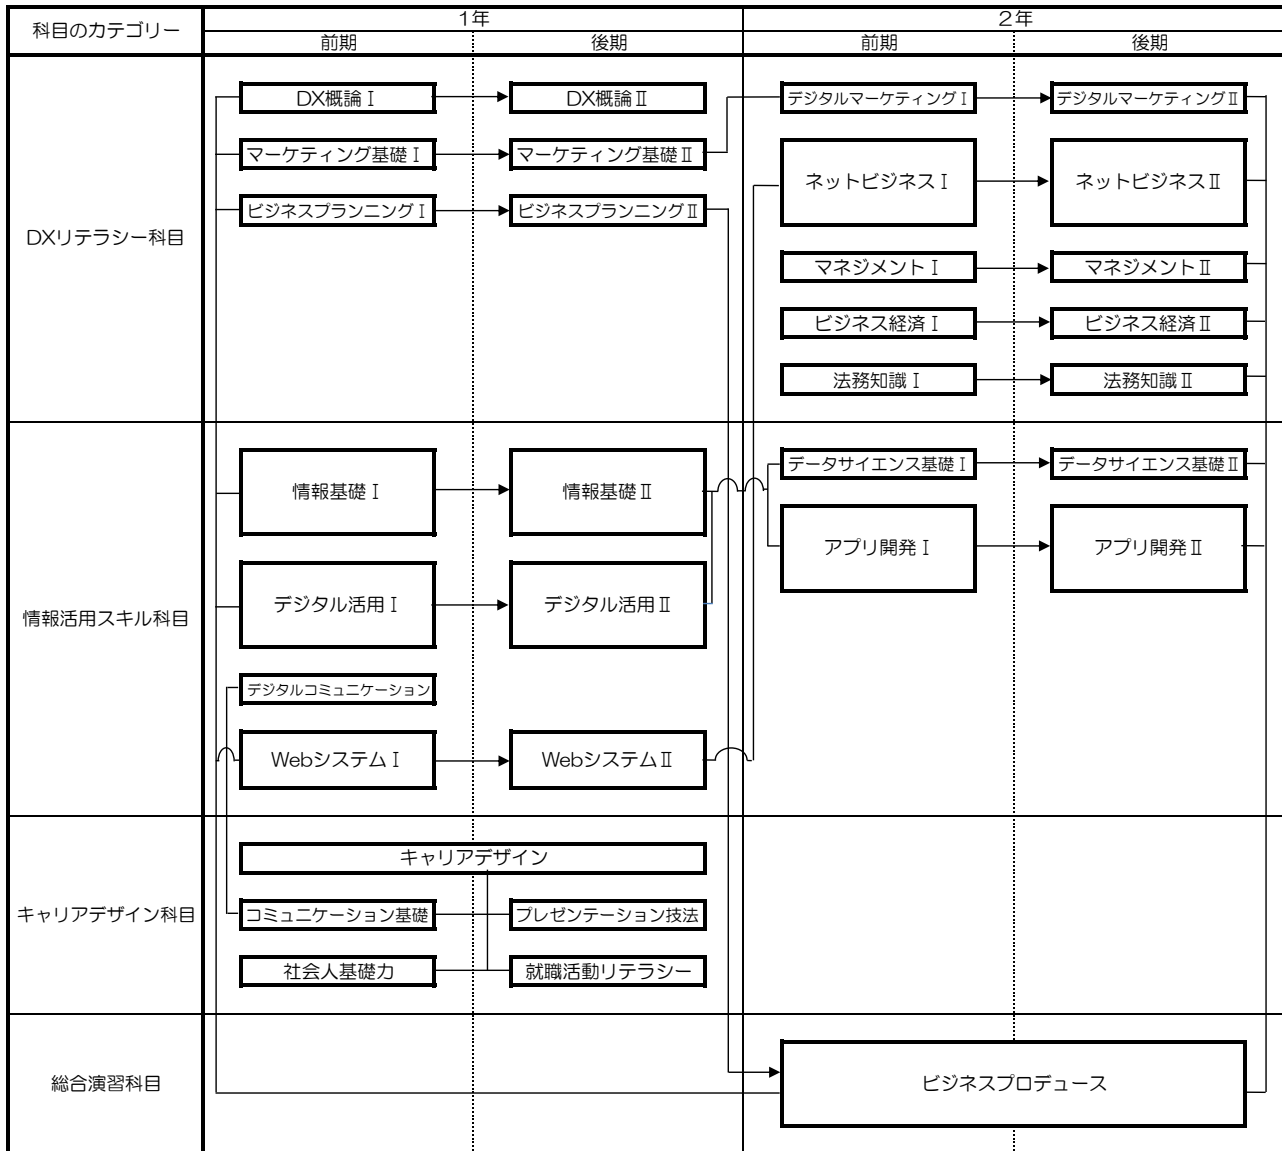 科目のカテゴリー
1年
2年
前期
後期
前期
後期
DXリテラシー科目
DX概論Ⅰ
DX概論Ⅱ
デジタルマーケティングⅠ
デジタルマーケティングⅡ
マーケティング基礎Ⅰ
マーケティング基礎Ⅱ
ネットビジネスⅠ
ネットビジネスⅡ
ビジネスプランニングⅠ
ビジネスプランニングⅡ
マネジメントⅠ
マネジメントⅡ
ビジネス経済Ⅰ
ビジネス経済Ⅱ
法務知識Ⅰ
法務知識Ⅱ
情報活用スキル科目
情報基礎Ⅰ
情報基礎Ⅱ
データサイエンス基礎Ⅰ
データサイエンス基礎Ⅱ
アプリ開発Ⅰ
アプリ開発Ⅱ
デジタル活用Ⅰ
デジタル活用Ⅱ
デジタルコミュニケーション
WebシステムⅠ
WebシステムⅡ
キャリアデザイン科目
キャリアデザイン
コミュニケーション基礎
プレゼンテーション技法
社会人基礎力
就職活動リテラシー
総合演習科目
ビジネスプロデュース